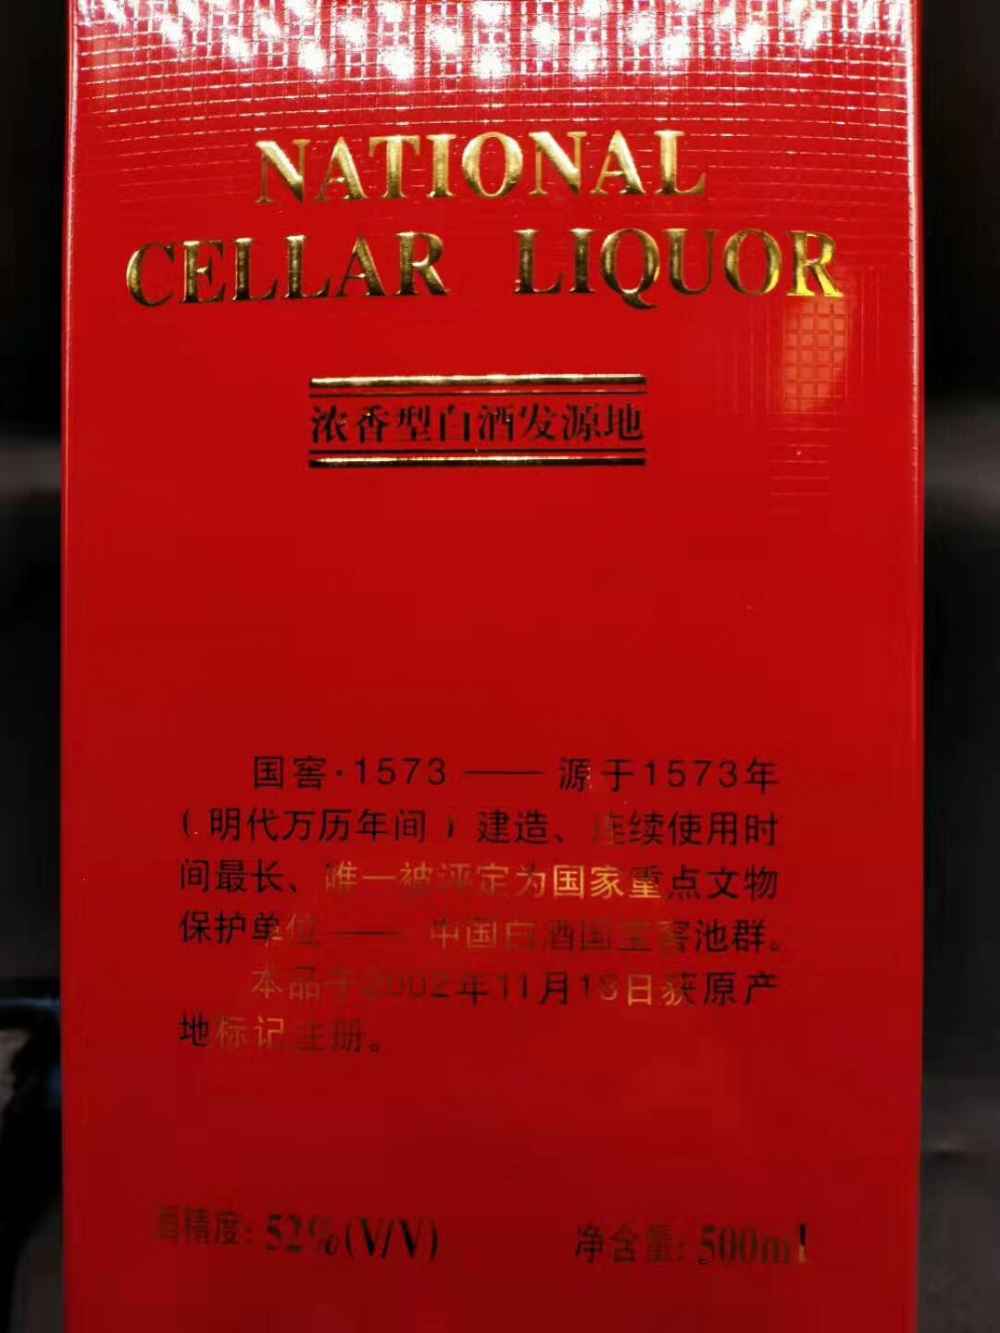 NATIONAL
CELLAR LIQUOR
浓香型白酒发源地
国窖·1573 —— 源于1573年
(明代万历年间)建造、连续使用时
间最长、唯一被评定为国家重点文物
保护单位 —— 中国白酒国宝窖池群。
本品于2002年11月18日获原产
地标记注册。
酒精度: 52%(V/V) 净含量: 500ml